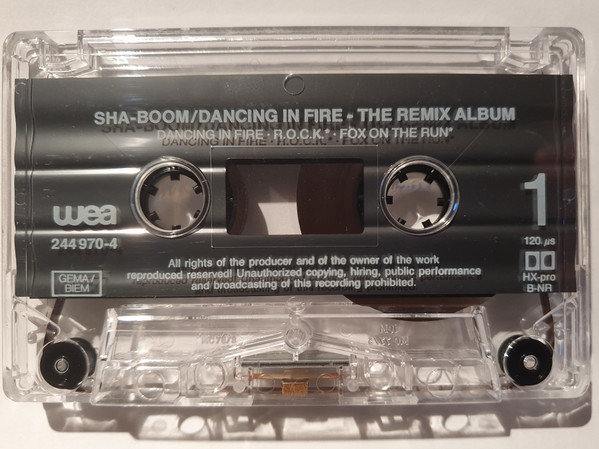 SHA-BOOM/DANCING IN FIRE - THE REMIX ALBUM
DANCING IN FIRE · R.O.C.K.* · FOX ON THE RUN*
wea
244 970-4
GEMA/
BIEM
1
120 µs
HX-pro
B-NR
All rights of the producer and of the owner of the work
reproduced reserved! Unauthorized copying, hiring, public performance
and broadcasting of this recording prohibited.